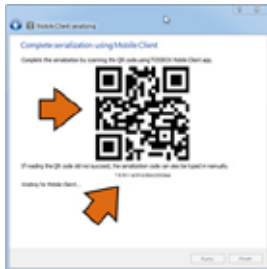 Mobile Client serializing
Complete serialization using Mobile Client
Complete the serialization by scanning the QR code using TOOLBOX Mobile Client app.
If reading the QR code did not succeed, the serialization code can also be typed in manually.
Waiting for Mobile Client...